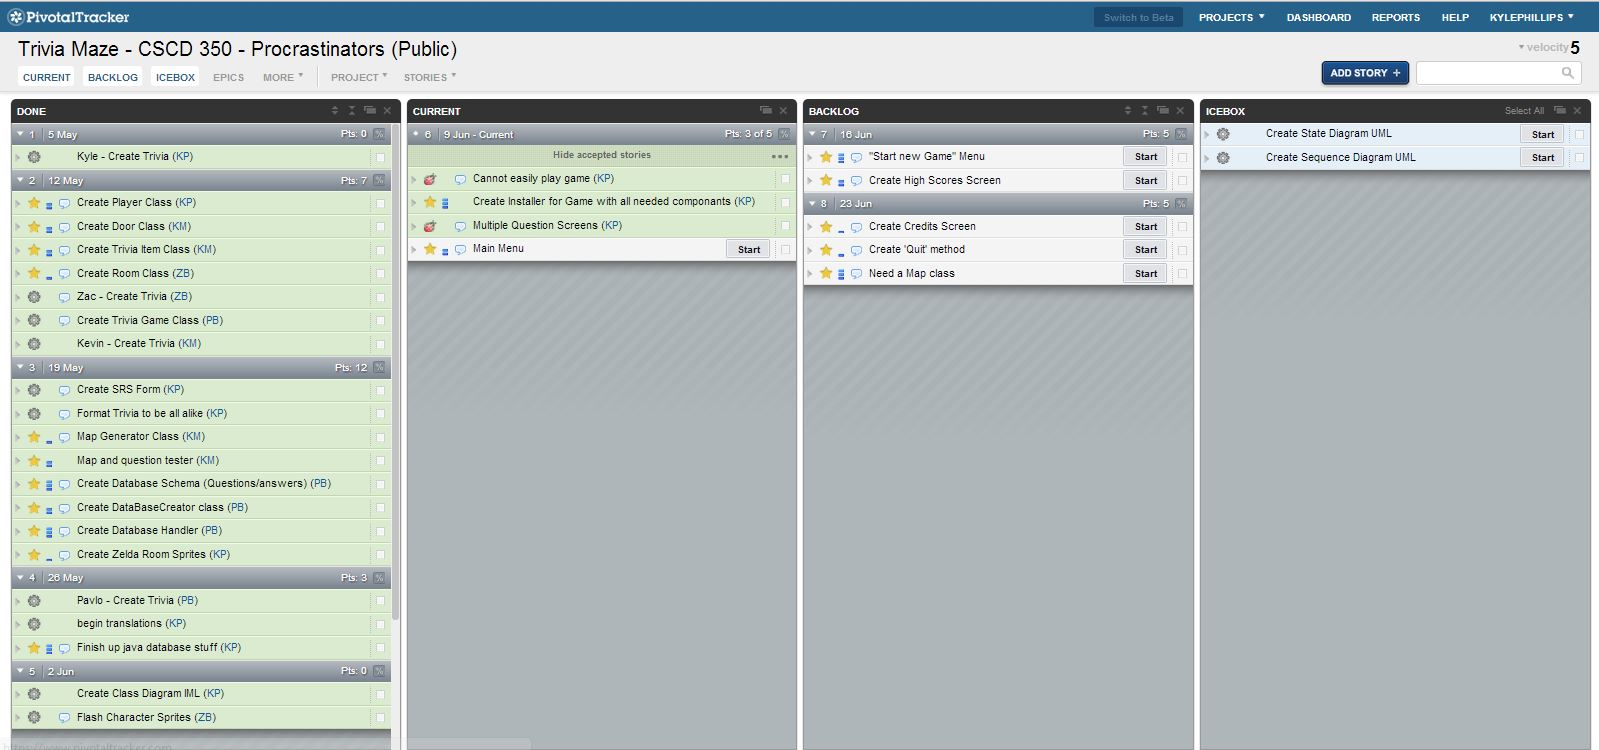 PivotalTracker
Switch to Beta PROJECTS DASHBOARD REPORTS HELP KYLEPHILLIPS
Trivia Maze - CSCD 350 - Procrastinators (Public)
velocity 5
CURRENT BACKLOG ICEBOX EPICS MORE PROJECT STORIES
ADD STORY +
DONE
1 5 May Pts: 0 %
Kyle - Create Trivia (KP)
2 12 May Pts: 7 %
Create Player Class (KP)
Create Door Class (KM)
Create Trivia Item Class (KM)
Create Room Class (ZB)
Zac - Create Trivia (ZB)
Create Trivia Game Class (PB)
Kevin - Create Trivia (KM)
3 19 May Pts: 12 %
Create SRS Form (KP)
Format Trivia to be all alike (KP)
Map Generator Class (KM)
Map and question tester (KM)
Create Database Schema (Questions/answers) (PB)
Create DataBaseCreator class (PB)
Create Database Handler (PB)
Create Zelda Room Sprites (KP)
4 26 May Pts: 3 %
Pavlo - Create Trivia (PB)
begin translations (KP)
Finish up java database stuff (KP)
5 2 Jun Pts: 0 %
Create Class Diagram IML (KP)
Flash Character Sprites (ZB)
https://www.pivotaltracker.com
CURRENT
6 9 Jun - Current Pts: 3 of 5 %
Hide accepted stories
Cannot easily play game (KP)
Create Installer for Game with all needed componants (KP)
Multiple Question Screens (KP)
Main Menu Start
BACKLOG
7 16 Jun Pts: 5 %
"Start new Game" Menu Start
Create High Scores Screen Start
8 23 Jun Pts: 5 %
Create Credits Screen Start
Create 'Quit' method Start
Need a Map class Start
ICEBOX Select All
Create State Diagram UML Start
Create Sequence Diagram UML Start